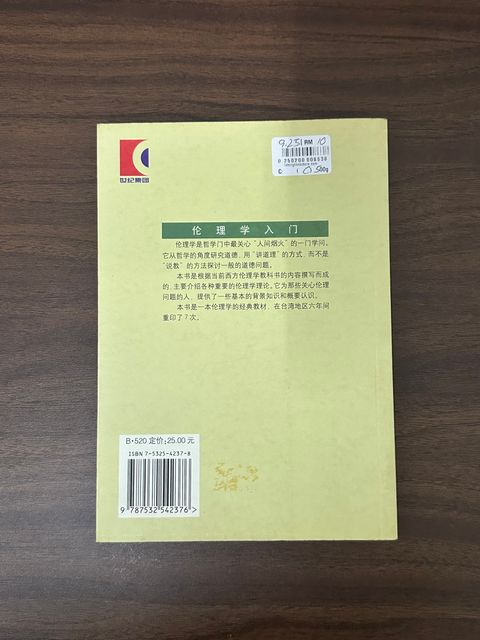 世纪集团
9.231 RM 10
0 750200 006538
500g
伦理学入门
伦理学是哲学门中最关心“人间烟火”的一门学问。
它从哲学的角度研究道德，用“讲道理”的方式，而不是
“说教”的方法探讨一般的道德问题。
本书是根据当前西方伦理学教科书的内容撰写而成
的，主要介绍各种重要的伦理学理论。它为那些关心伦理
问题的人，提供了一些基本的背景知识和概要认识。
本书是一本伦理学的经典教材，在台湾地区六年间
重印了7次。
B·520 定价：25.00 元
ISBN 7-5325-4237-8
9 787532 542376 >